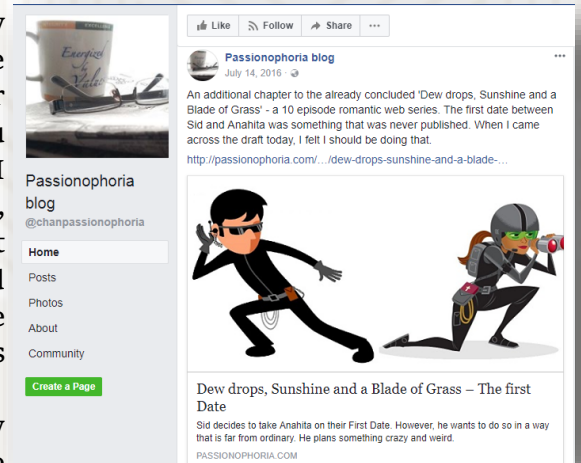 Like
Follow
Share
Energized
by
Values
Passionophoria blog
July 14, 2016
An additional chapter to the already concluded 'Dew drops, Sunshine and a
Blade of Grass' - a 10 episode romantic web series. The first date between
Sid and Anahita was something that was never published. When I came
across the draft today, I felt I should be doing that.
http://passionophoria.com/.../dew-drops-sunshine-and-a-blade-...
Passionophoria
blog
@chanpassionophoria
Home
Posts
Photos
About
Community
Create a Page
Dew drops, Sunshine and a Blade of Grass – The first
Date
Sid decides to take Anahita on their First Date. However, he wants to do so in a way
that is far from ordinary. He plans something crazy and weird.
PASSIONOPHORIA.COM